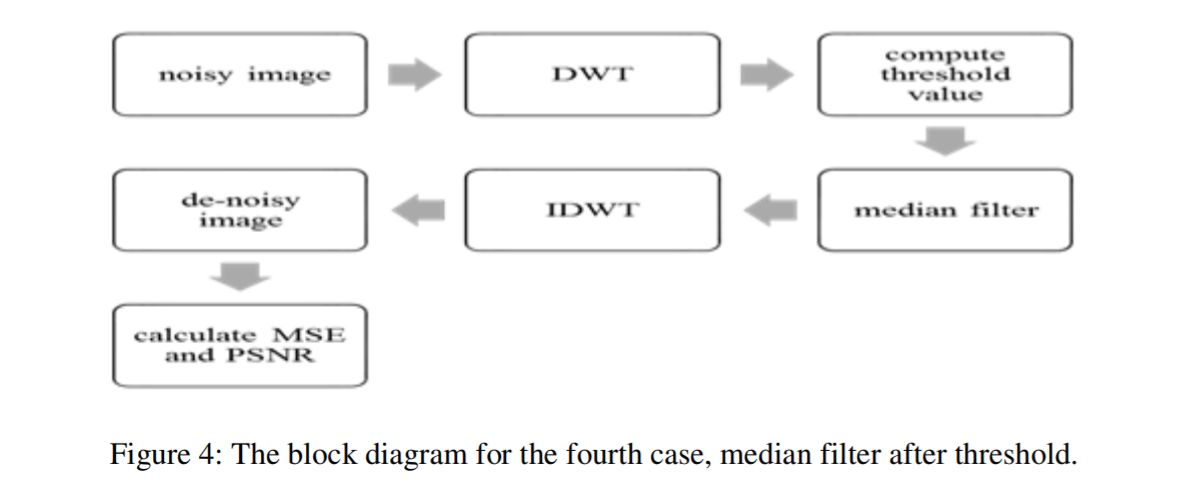 noisy image
DWT
compute
threshold
value
median filter
IDWT
de-noisy
image
calculate MSE
and PSNR
Figure 4: The block diagram for the fourth case, median filter after threshold.